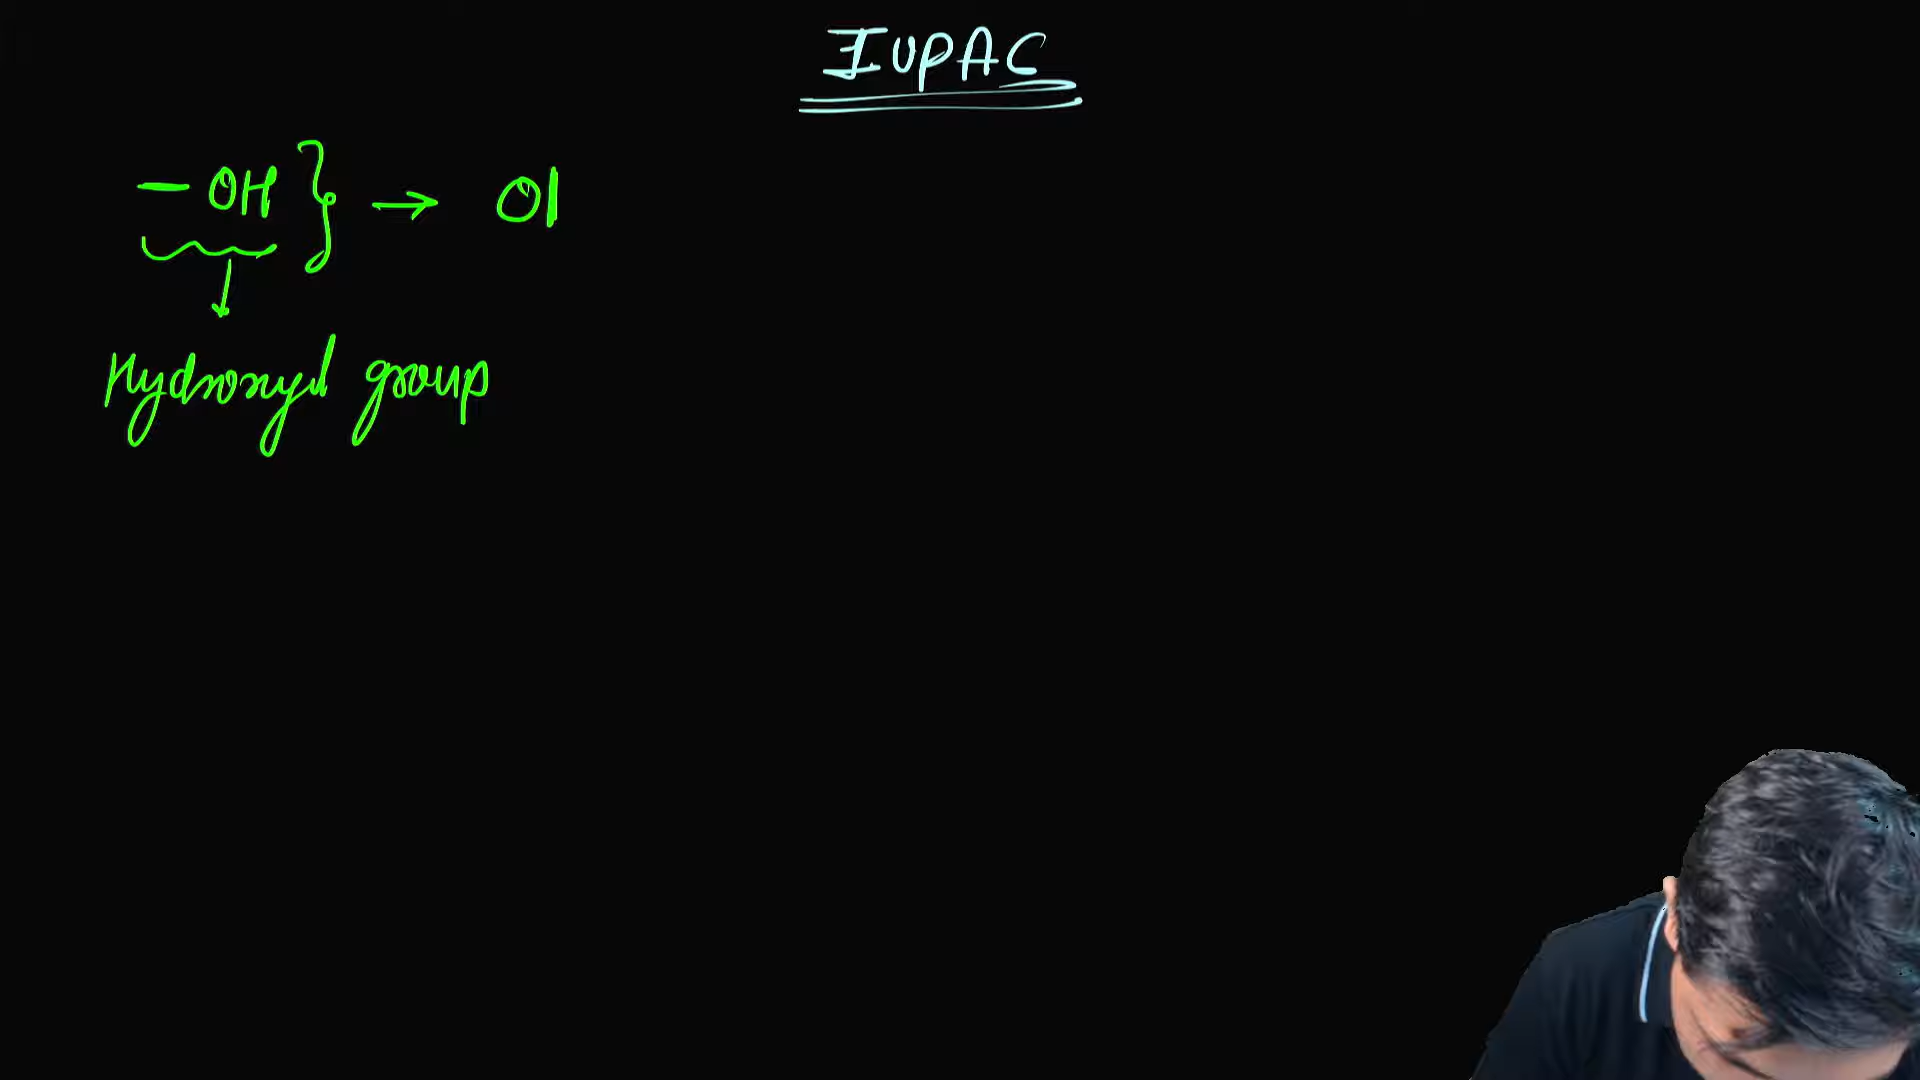 IUPAC
- OH } → Ol
Hydroxyl group